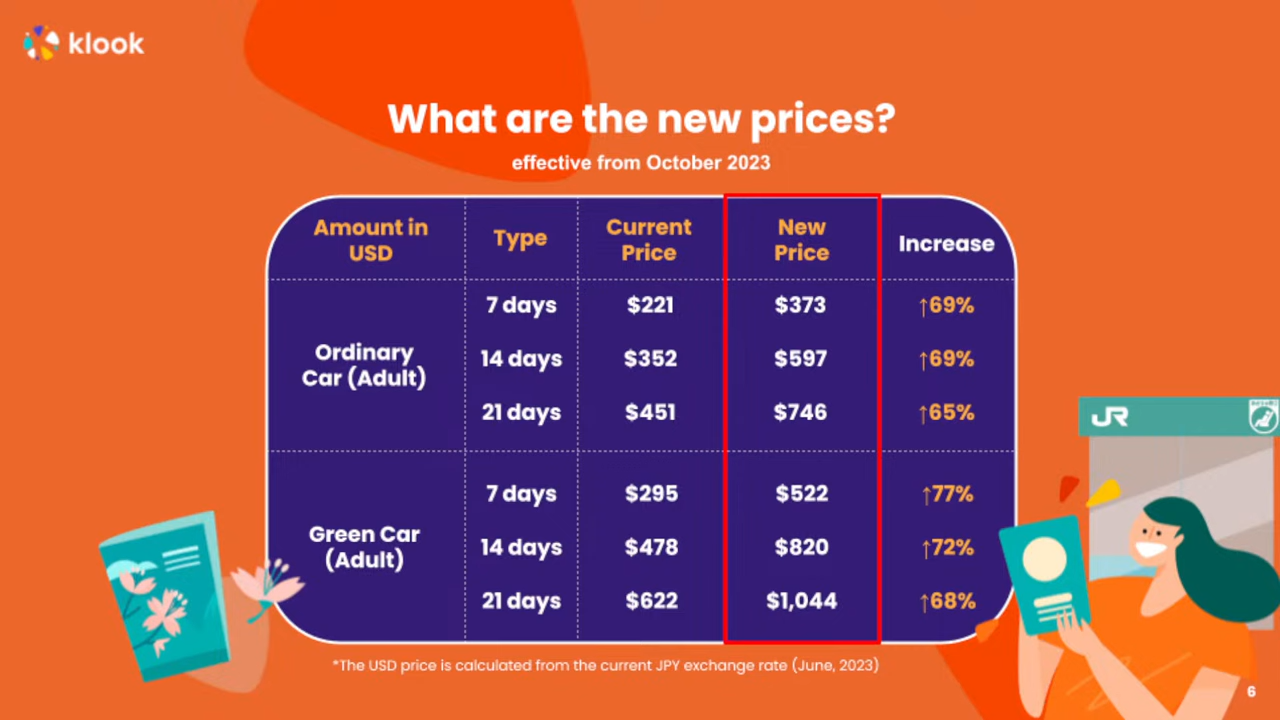 klook
What are the new prices?
effective from October 2023
Amount in
USD
Type
Current
Price
New
Price
Increase
Ordinary
Car (Adult)
7 days $221 $373 ↑69%
14 days $352 $597 ↑69%
21 days $451 $746 ↑65%
Green Car
(Adult)
7 days $295 $522 ↑77%
14 days $478 $820 ↑72%
21 days $622 $1,044 ↑68%
*The USD price is calculated from the current JPY exchange rate (June, 2023)
JR
6